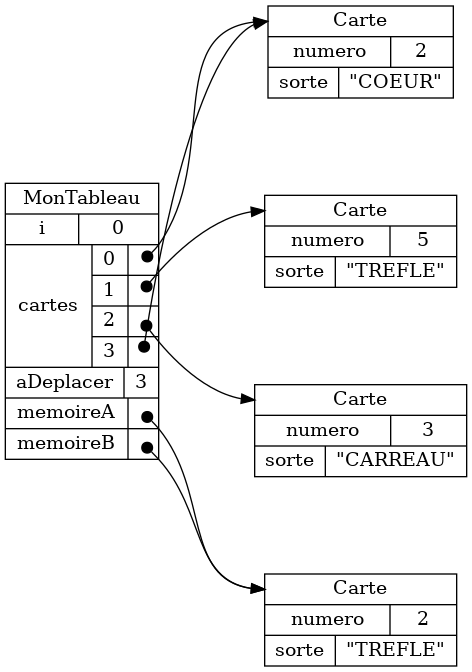 Carte
numero 2
sorte "COEUR"
MonTableau
i 0
cartes
0
1
2
3
aDeplacer 3
memoireA
memoireB
Carte
numero 5
sorte "TREFLE"
Carte
numero 3
sorte "CARREAU"
Carte
numero 2
sorte "TREFLE"